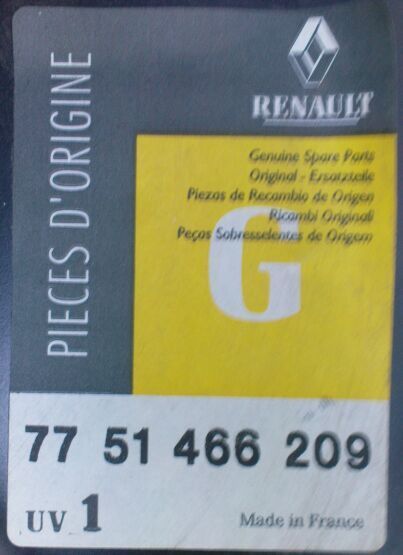 RENAULT
PIECES D'ORIGINE
Genuine Spare Parts
Original - Ersatzteile
Piezas de Recambio de Origen
Ricambi Originali
Peças Sobresselentes de Origem
G
77 51 466 209
UV 1
Made in France